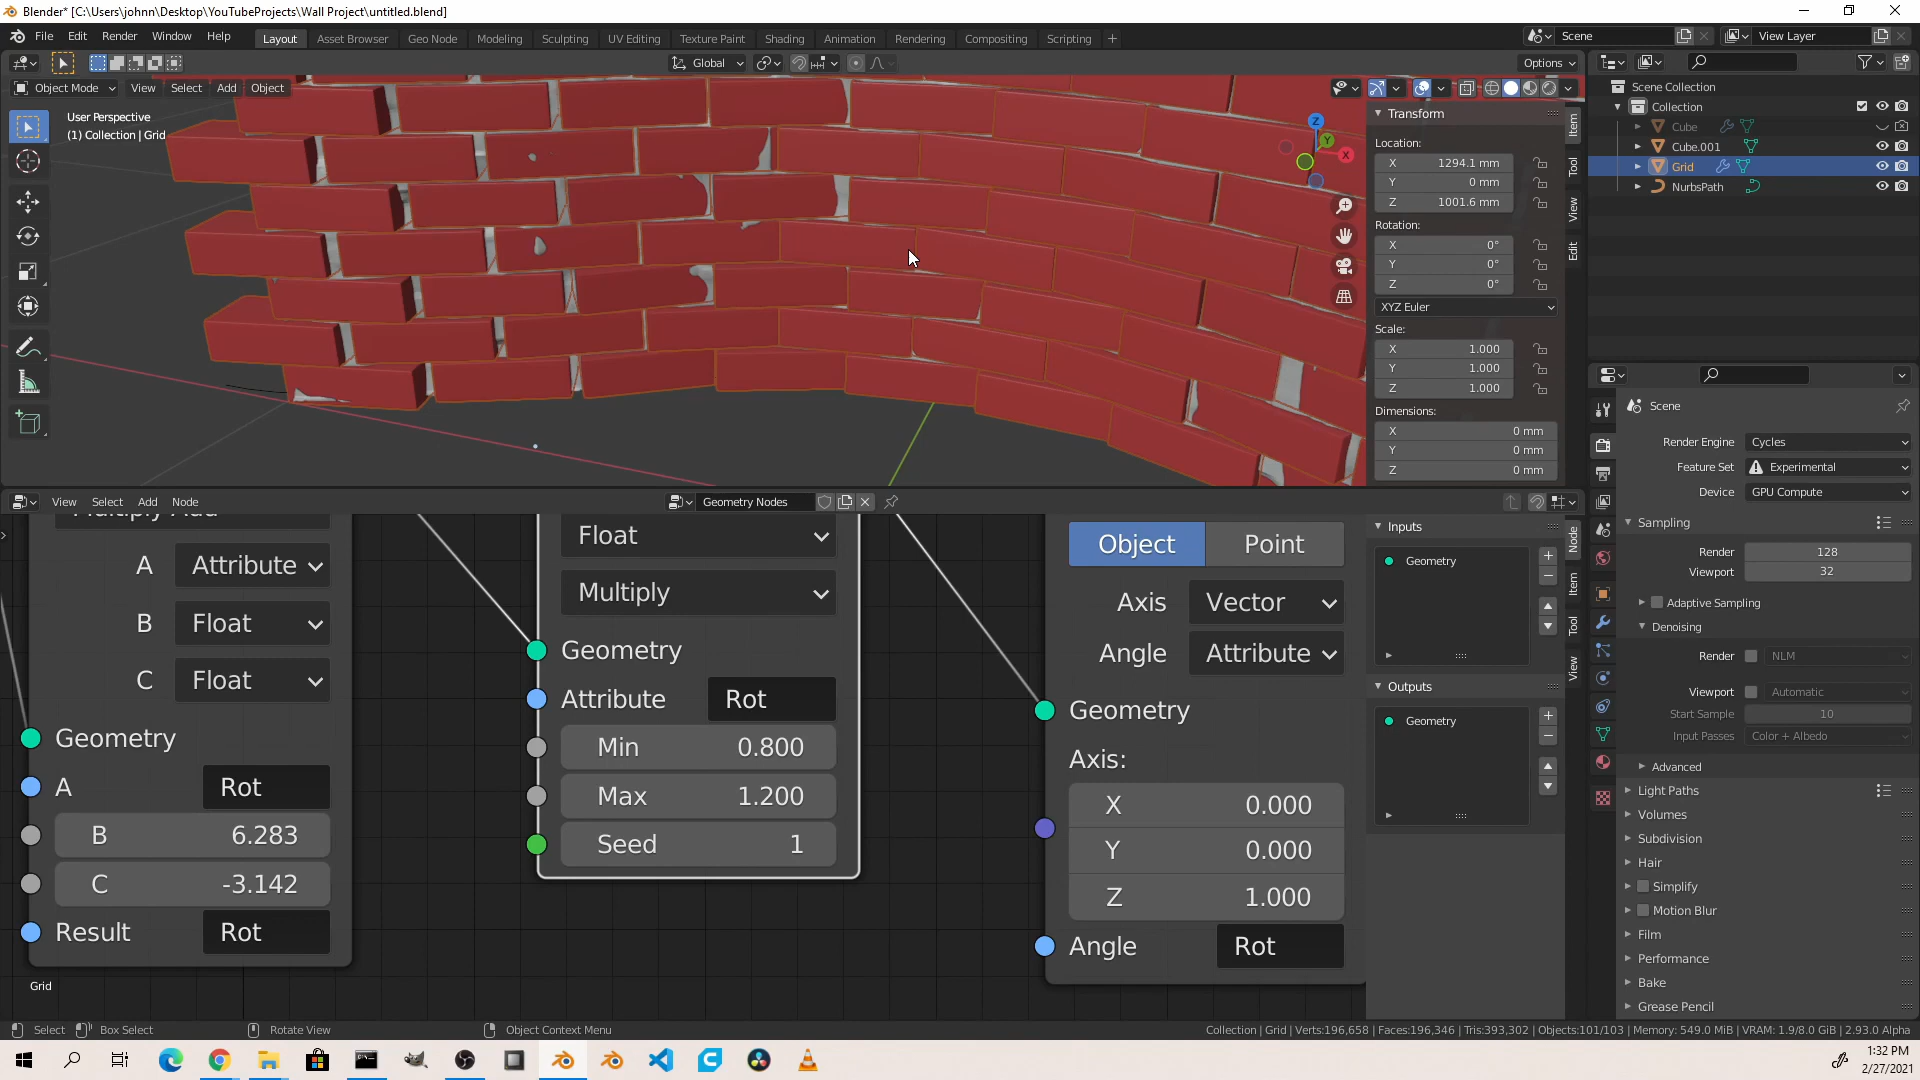 Blender* [C:\Users\johnn\Desktop\YouTubeProjects\Wall Project\untitled.blend]
File Edit Render Window Help Layout Asset Browser Geo Node Modeling Sculpting UV Editing Texture Paint Shading Animation Rendering Compositing Scripting + Scene View Layer
Global Options
Object Mode View Select Add Object
User Perspective
(1) Collection | Grid
Z Y X
Transform
Location:
X 1294.1 mm
Y 0 mm
Z 1001.6 mm
Rotation:
X 0°
Y 0°
Z 0°
XYZ Euler
Scale:
X 1.000
Y 1.000
Z 1.000
Dimensions:
X 0 mm
Y 0 mm
Z 0 mm
Item
Tool
View
Edit
Scene Collection
Collection
Cube
Cube.001
Grid
NurbsPath
Scene
Render Engine Cycles
Feature Set Experimental
Device GPU Compute
Sampling
Render 128
Viewport 32
Adaptive Sampling
Denoising
Render NLM
Viewport Automatic
Start Sample 10
Input Passes Color + Albedo
Advanced
Light Paths
Volumes
Subdivision
Hair
Simplify
Motion Blur
Film
Performance
Bake
Grease Pencil
View Select Add Node Geometry Nodes
Multiply Add
A Attribute
B Float
C Float
Geometry
A Rot
B 6.283
C -3.142
Result Rot
Grid
Float
Multiply
Geometry
Attribute Rot
Min 0.800
Max 1.200
Seed 1
Object Point
Axis Vector
Angle Attribute
Geometry
Axis:
X 0.000
Y 0.000
Z 1.000
Angle Rot
Inputs
Geometry
Outputs
Geometry
Node
Item
Tool
View
Select Box Select Rotate View Object Context Menu Collection | Grid | Verts:196,658 | Faces:196,346 | Tris:393,302 | Objects:101/103 | Memory: 549.0 MiB | VRAM: 1.9/8.0 GiB | 2.93.0 Alpha
1:32 PM
2/27/2021